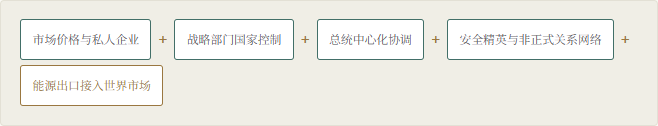 市场价格与私人企业 + 战略部门国家控制 + 总统中心化协调 + 安全精英与非正式关系网络 +
能源出口接入世界市场